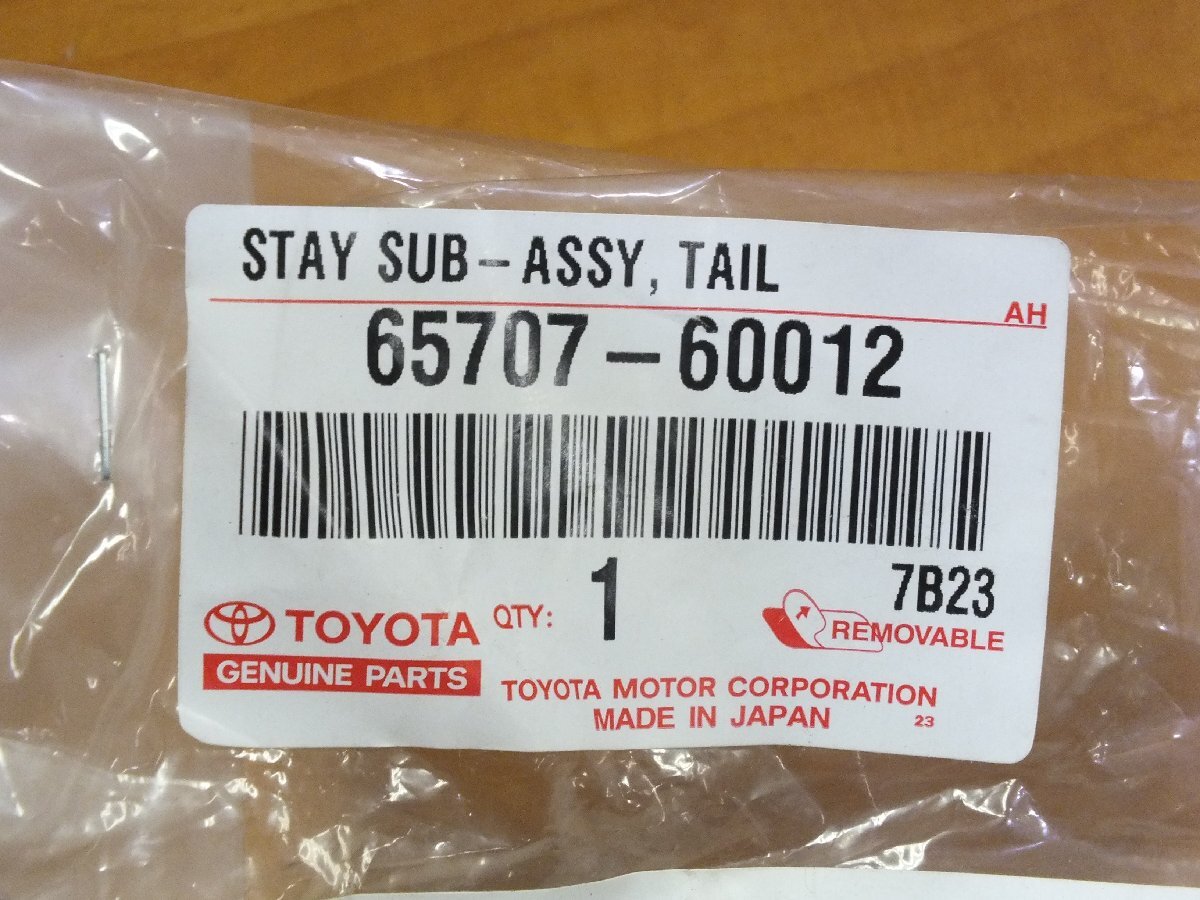 STAY SUB-ASSY, TAIL
AH
65707-60012
1
7B23
TOYOTA QTY: REMOVABLE
GENUINE PARTS
TOYOTA MOTOR CORPORATION
MADE IN JAPAN 23